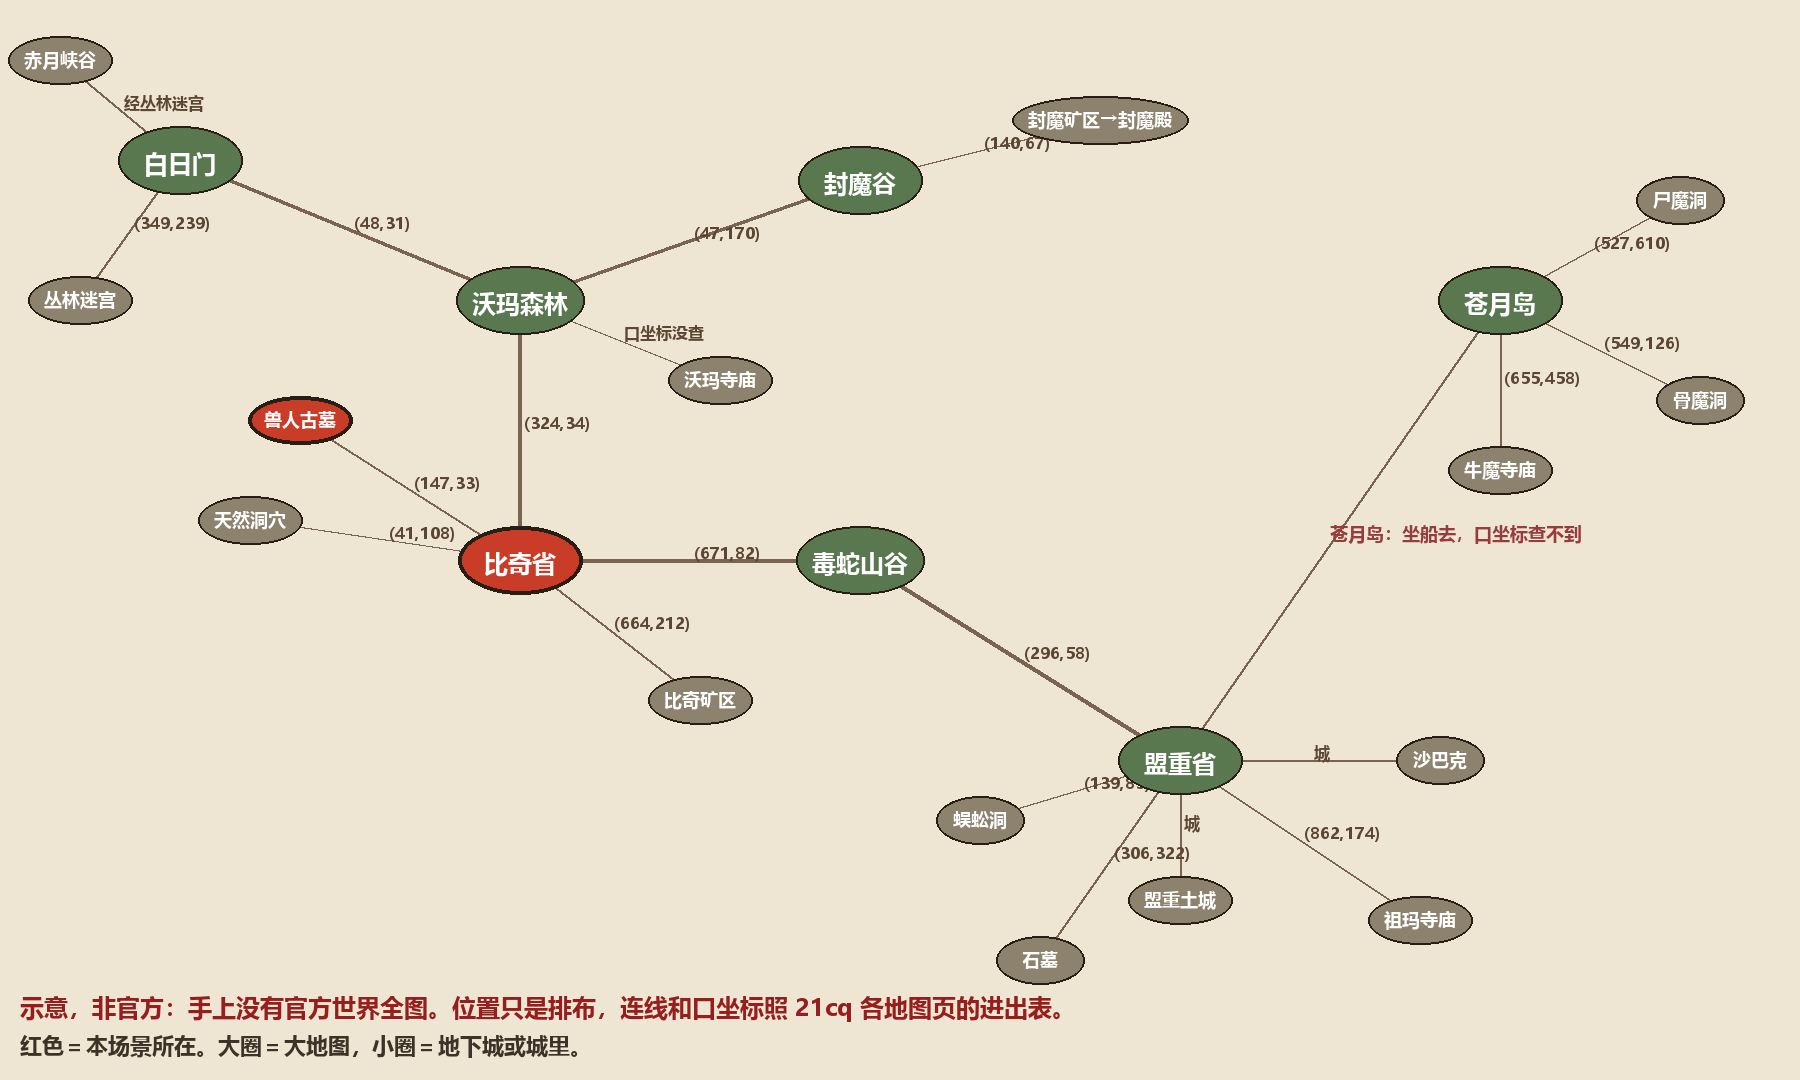 赤月峡谷
经丛林迷宫
封魔矿区→封魔殿
(140,67)
白日门
封魔谷
尸魔洞
(349,239)
(48,31)
(47,170)
(527,610)
丛林迷宫
沃玛森林
苍月岛
口坐标没查
(549,126)
沃玛寺庙
(655,458)
骨魔洞
兽人古墓
(324,34)
牛魔寺庙
(147,33)
天然洞穴
(41,108)
苍月岛：坐船去，口坐标查不到
比奇省
(671,82)
毒蛇山谷
(664,212)
(296,58)
比奇矿区
盟重省
城
沙巴克
(139,8
蜈蚣洞
城
(862,174)
(306,322)
盟重土城
祖玛寺庙
石墓
示意，非官方：手上没有官方世界全图。位置只是排布，连线和口坐标照 21cq 各地图页的进出表。
红色＝本场景所在。大圈＝大地图，小圈＝地下城或城里。